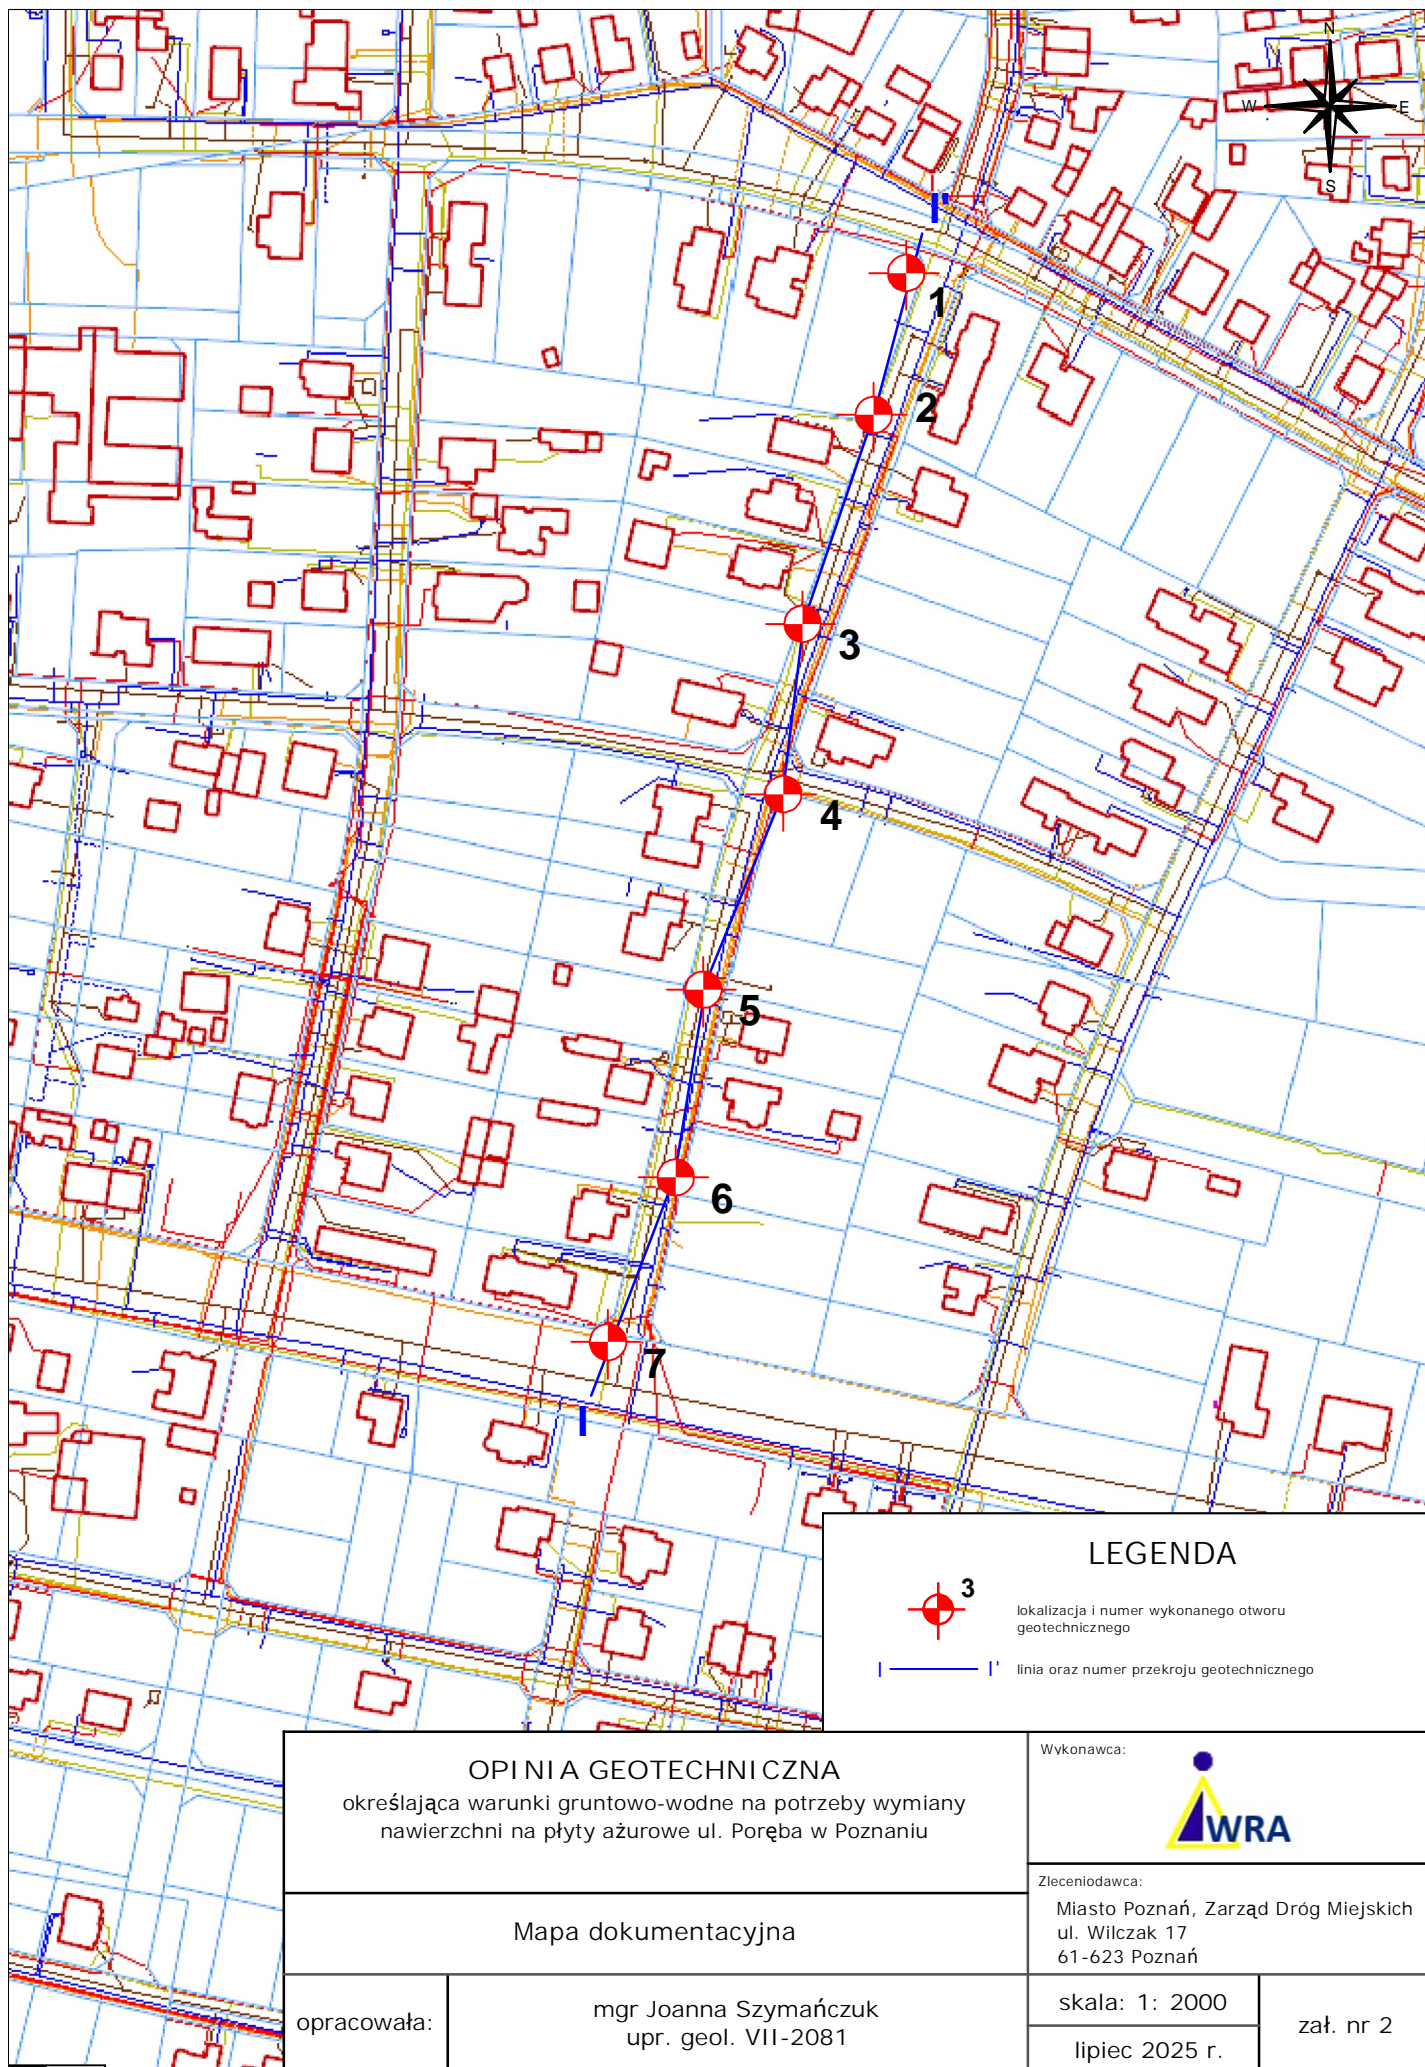 N
W
E
S
I'
1
2
3
4
5
6
7
I
LEGENDA
3
lokalizacja i numer wykonanego otworu
geotechnicznego
I I' linia oraz numer przekroju geotechnicznego
OPINIA GEOTECHNICZNA
określająca warunki gruntowo-wodne na potrzeby wymiany
nawierzchni na płyty ażurowe ul. Poręba w Poznaniu
Wykonawca:
WRA
Zleceniodawca:
Miasto Poznań, Zarząd Dróg Miejskich
ul. Wilczak 17
61-623 Poznań
Mapa dokumentacyjna
opracowała:
mgr Joanna Szymańczuk
upr. geol. VII-2081
skala: 1: 2000
lipiec 2025 r.
zał. nr 2